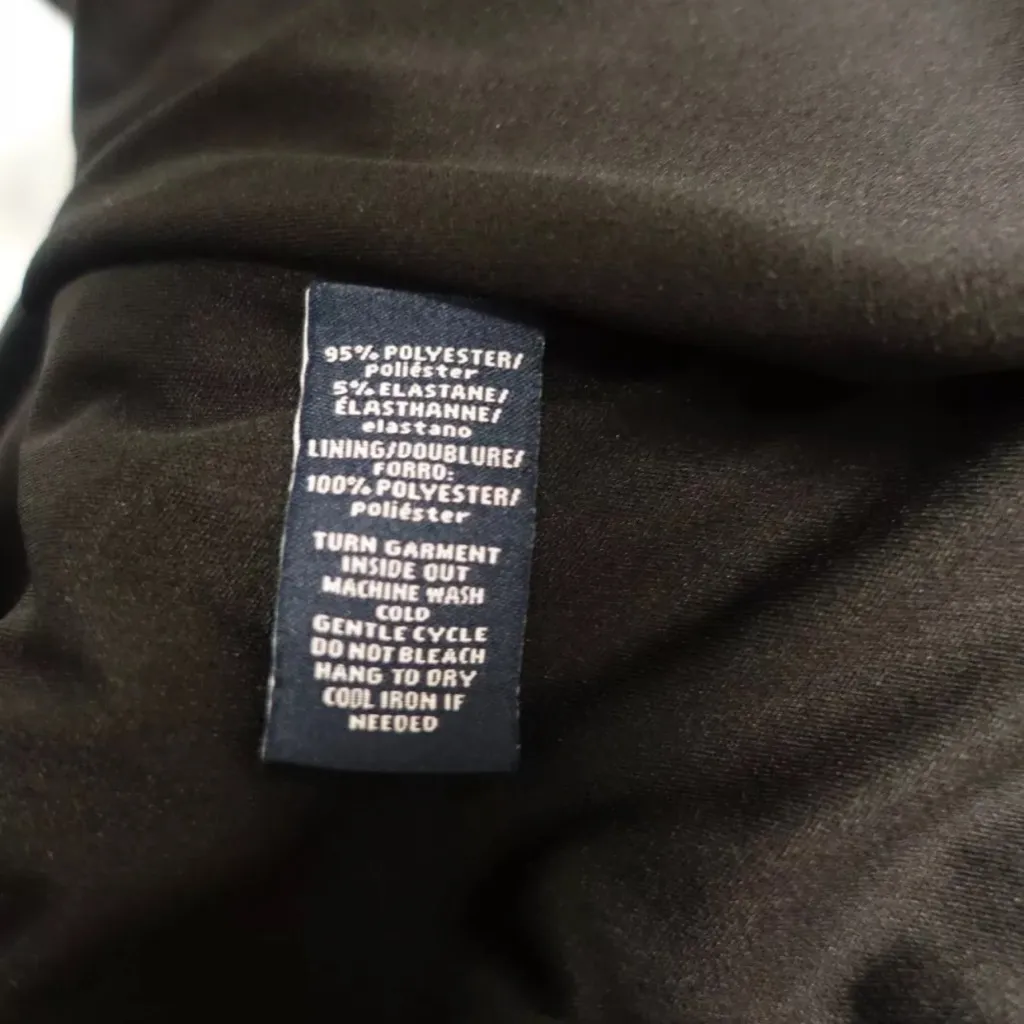 95% POLYESTER/
poliéster
5% ELASTANE/
ÉLASTHANNE/
elastano
LINING/DOUBLURE/
FORRO:
100% POLYESTER/
poliéster
TURN GARMENT
INSIDE OUT
MACHINE WASH
COLD
GENTLE CYCLE
DO NOT BLEACH
HANG TO DRY
COOL IRON IF
NEEDED